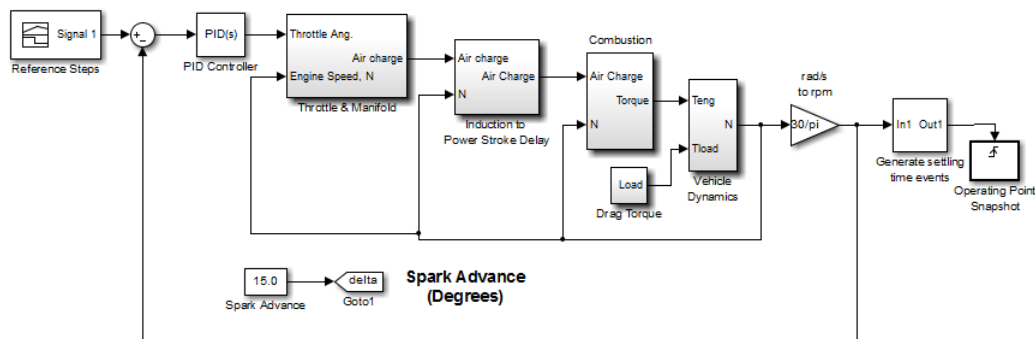 Signal 1
Reference Steps
PID(s)
PID Controller
Throttle Ang.
Air charge
Engine Speed, N
Throttle & Manifold
Air charge
Air Charge
N
Induction to
Power Stroke Delay
Combustion
Air Charge
Torque
N
Load
Drag Torque
Teng
N
Tload
Vehicle
Dynamics
rad/s
to rpm
30/pi
In1 Out1
Generate settling
time events
Operating Point
Snapshot
15.0
Spark Advance
delta
Goto1
Spark Advance
(Degrees)